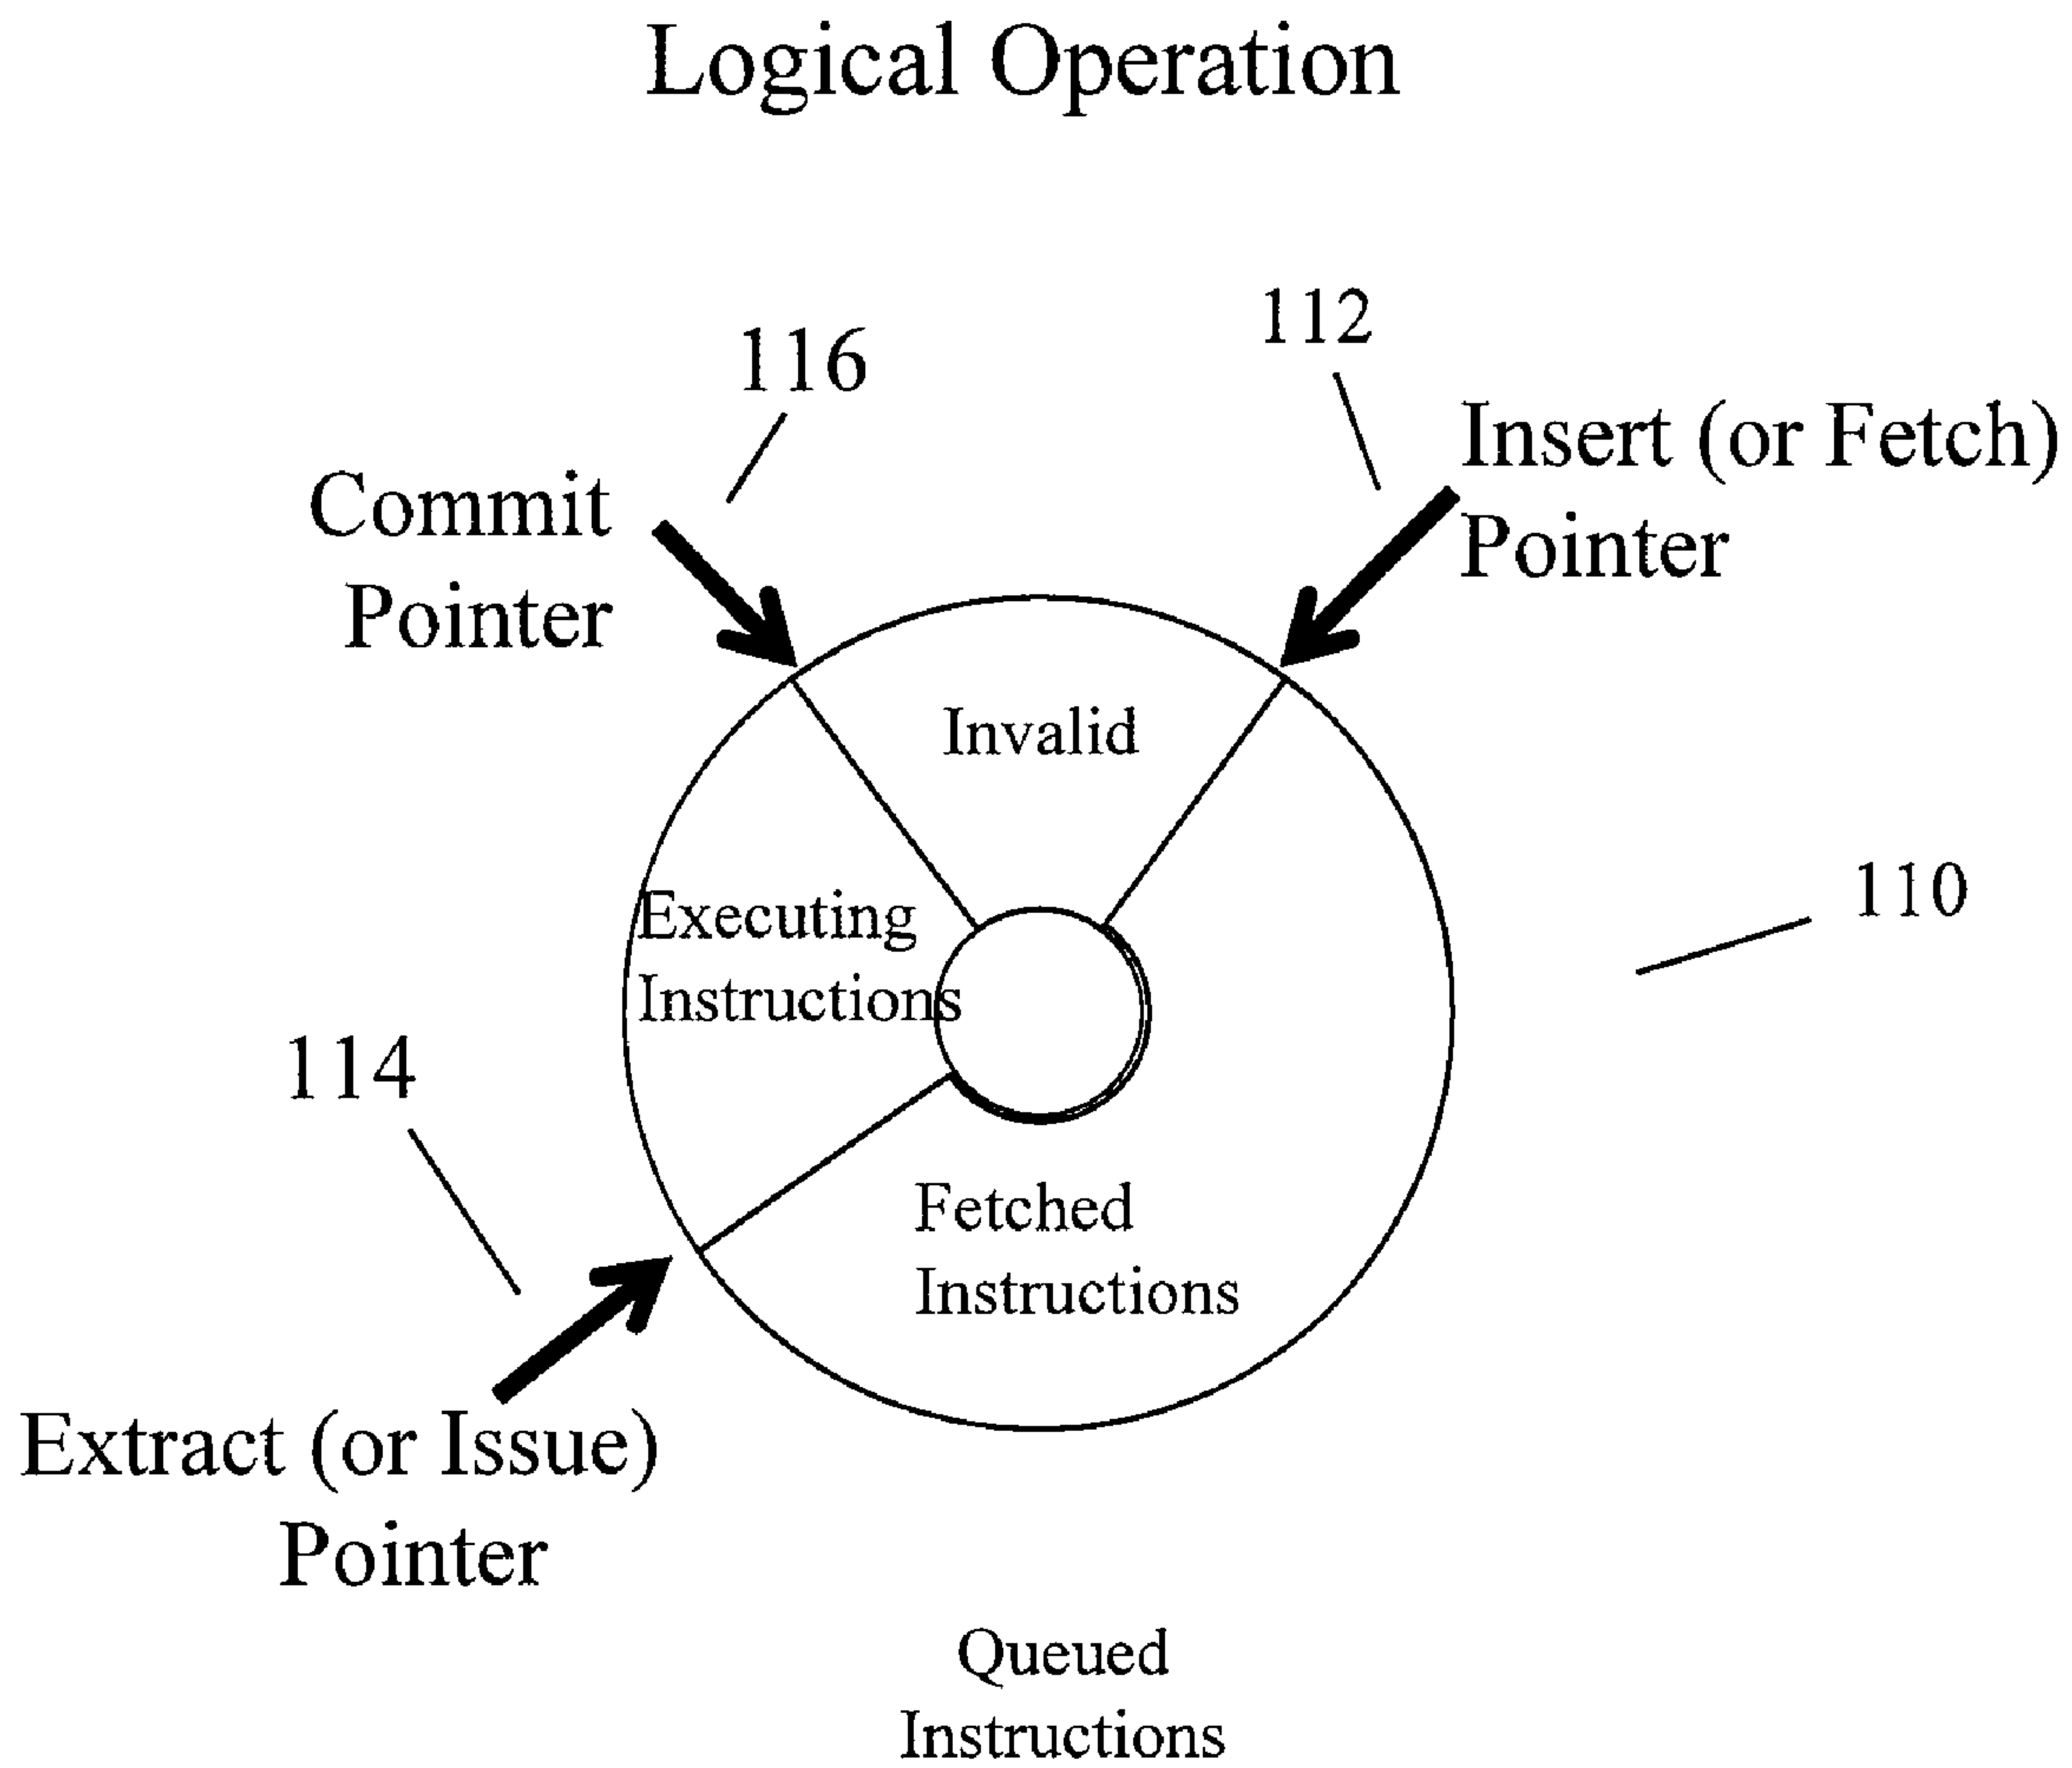 Logical Operation
116
112
Commit
Pointer
Insert (or Fetch)
Pointer
Invalid
110
Executing
Instructions
114
Fetched
Instructions
Extract (or Issue)
Pointer
Queued
Instructions